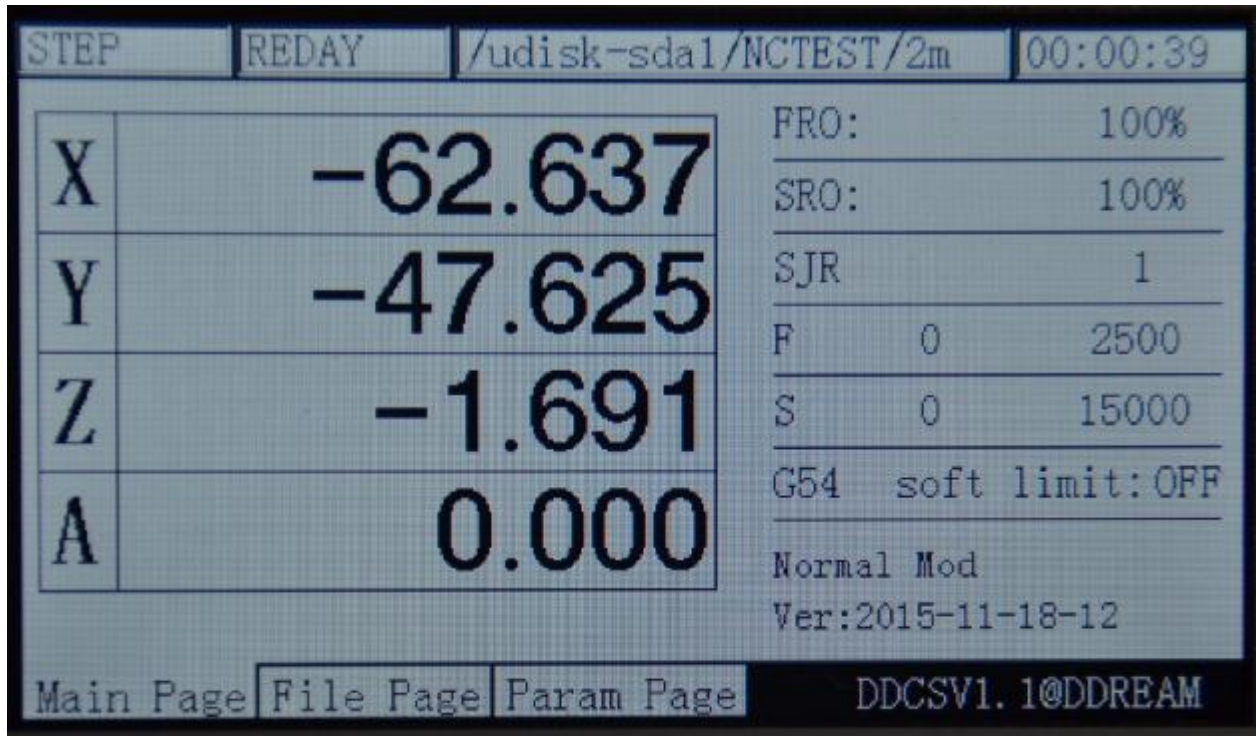 STEP REDAY /udisk-sda1/NCTEST/2m 00:00:39
X -62.637
Y -47.625
Z -1.691
A 0.000
FRO: 100%
SRO: 100%
SJR 1
F 0 2500
S 0 15000
G54 soft limit:OFF
Normal Mod
Ver:2015-11-18-12
Main Page File Page Param Page DDCSV1.1@DDREAM